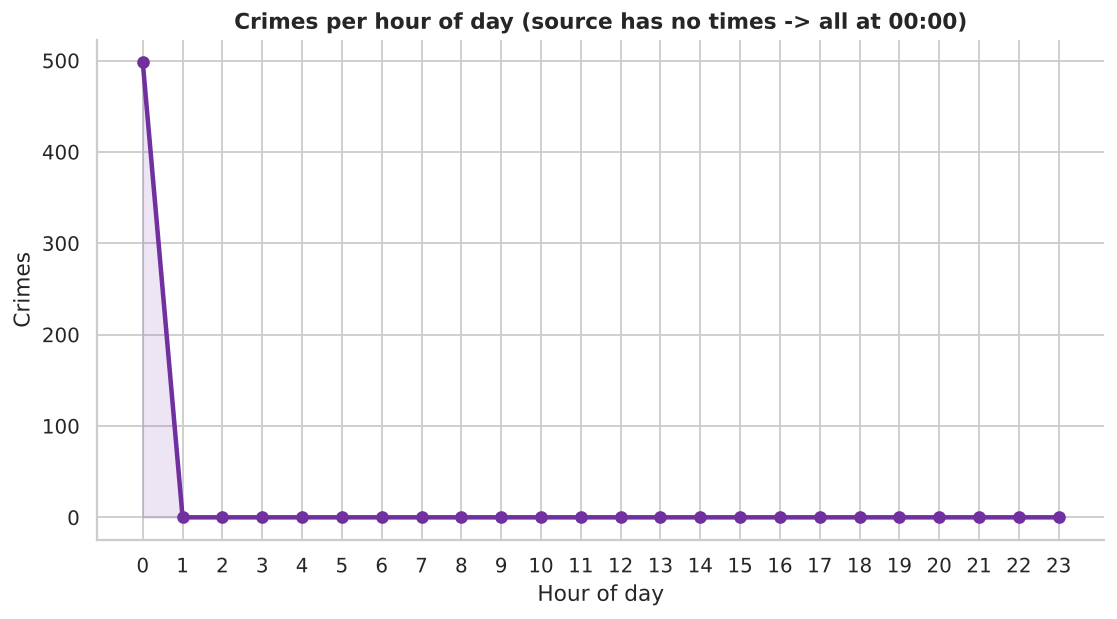 Crimes per hour of day (source has no times -> all at 00:00)
500
400
300
200
100
0
Crimes
0 1 2 3 4 5 6 7 8 9 10 11 12 13 14 15 16 17 18 19 20 21 22 23
Hour of day